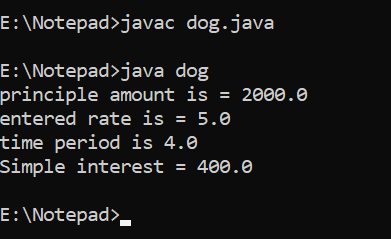 E:\Notepad>javac dog.java
E:\Notepad>java dog
principle amount is = 2000.0
entered rate is = 5.0
time period is 4.0
Simple interest = 400.0
E:\Notepad>